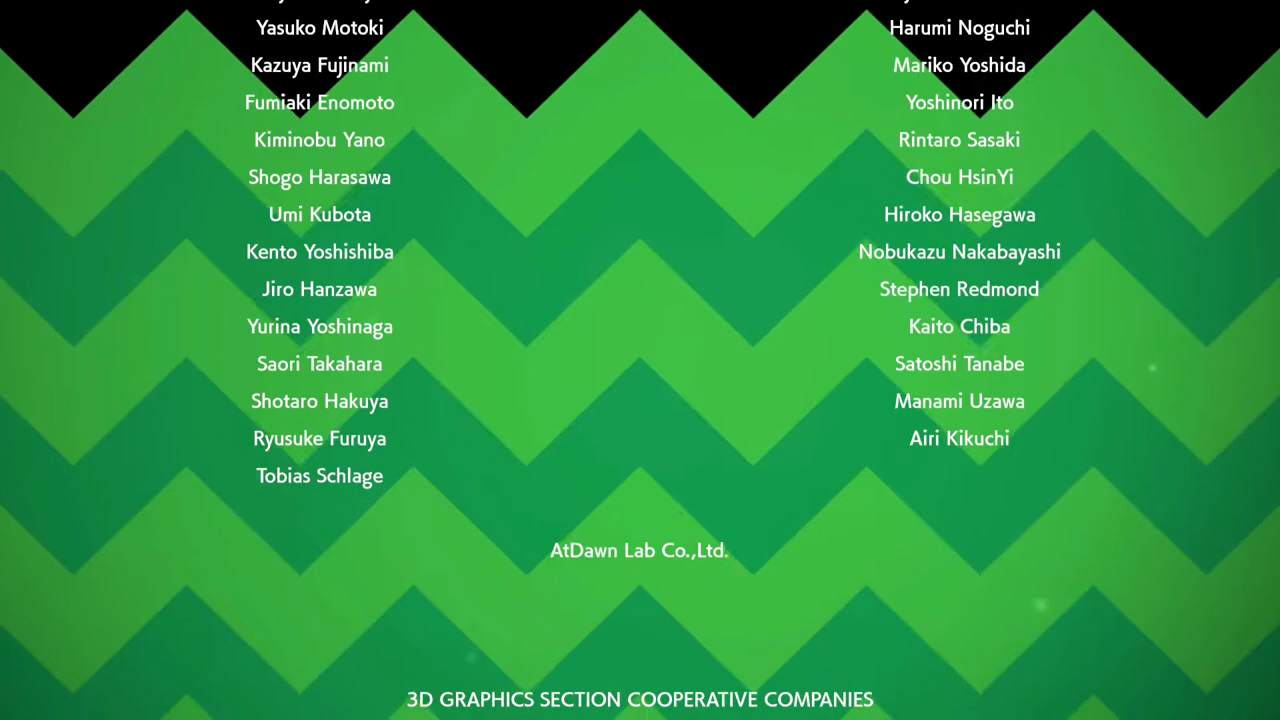 Yasuko Motoki
Kazuya Fujinami
Fumiaki Enomoto
Kiminobu Yano
Shogo Harasawa
Umi Kubota
Kento Yoshishiba
Jiro Hanzawa
Yurina Yoshinaga
Saori Takahara
Shotaro Hakuya
Ryusuke Furuya
Tobias Schlage
Harumi Noguchi
Mariko Yoshida
Yoshinori Ito
Rintaro Sasaki
Chou HsinYi
Hiroko Hasegawa
Nobukazu Nakabayashi
Stephen Redmond
Kaito Chiba
Satoshi Tanabe
Manami Uzawa
Airi Kikuchi
AtDawn Lab Co.,Ltd.
3D GRAPHICS SECTION COOPERATIVE COMPANIES